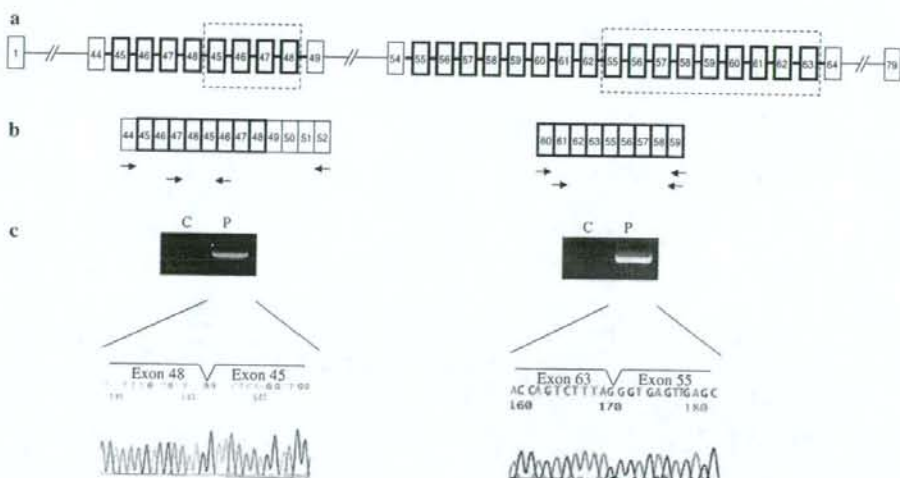 a
1 44 45 46 47 48 45 46 47 48 49 54 55 56 57 58 59 60 61 62 55 56 57 58 59 60 61 62 63 64 79
b
44 45 46 47 48 45 46 47 48 49 50 51 52
60 61 62 63 55 56 57 58 59
c
C P
C P
Exon 48 Exon 45
Exon 63 Exon 55
ACCAGTCTTTAGGGTGAGTTGAGC
160 170 180